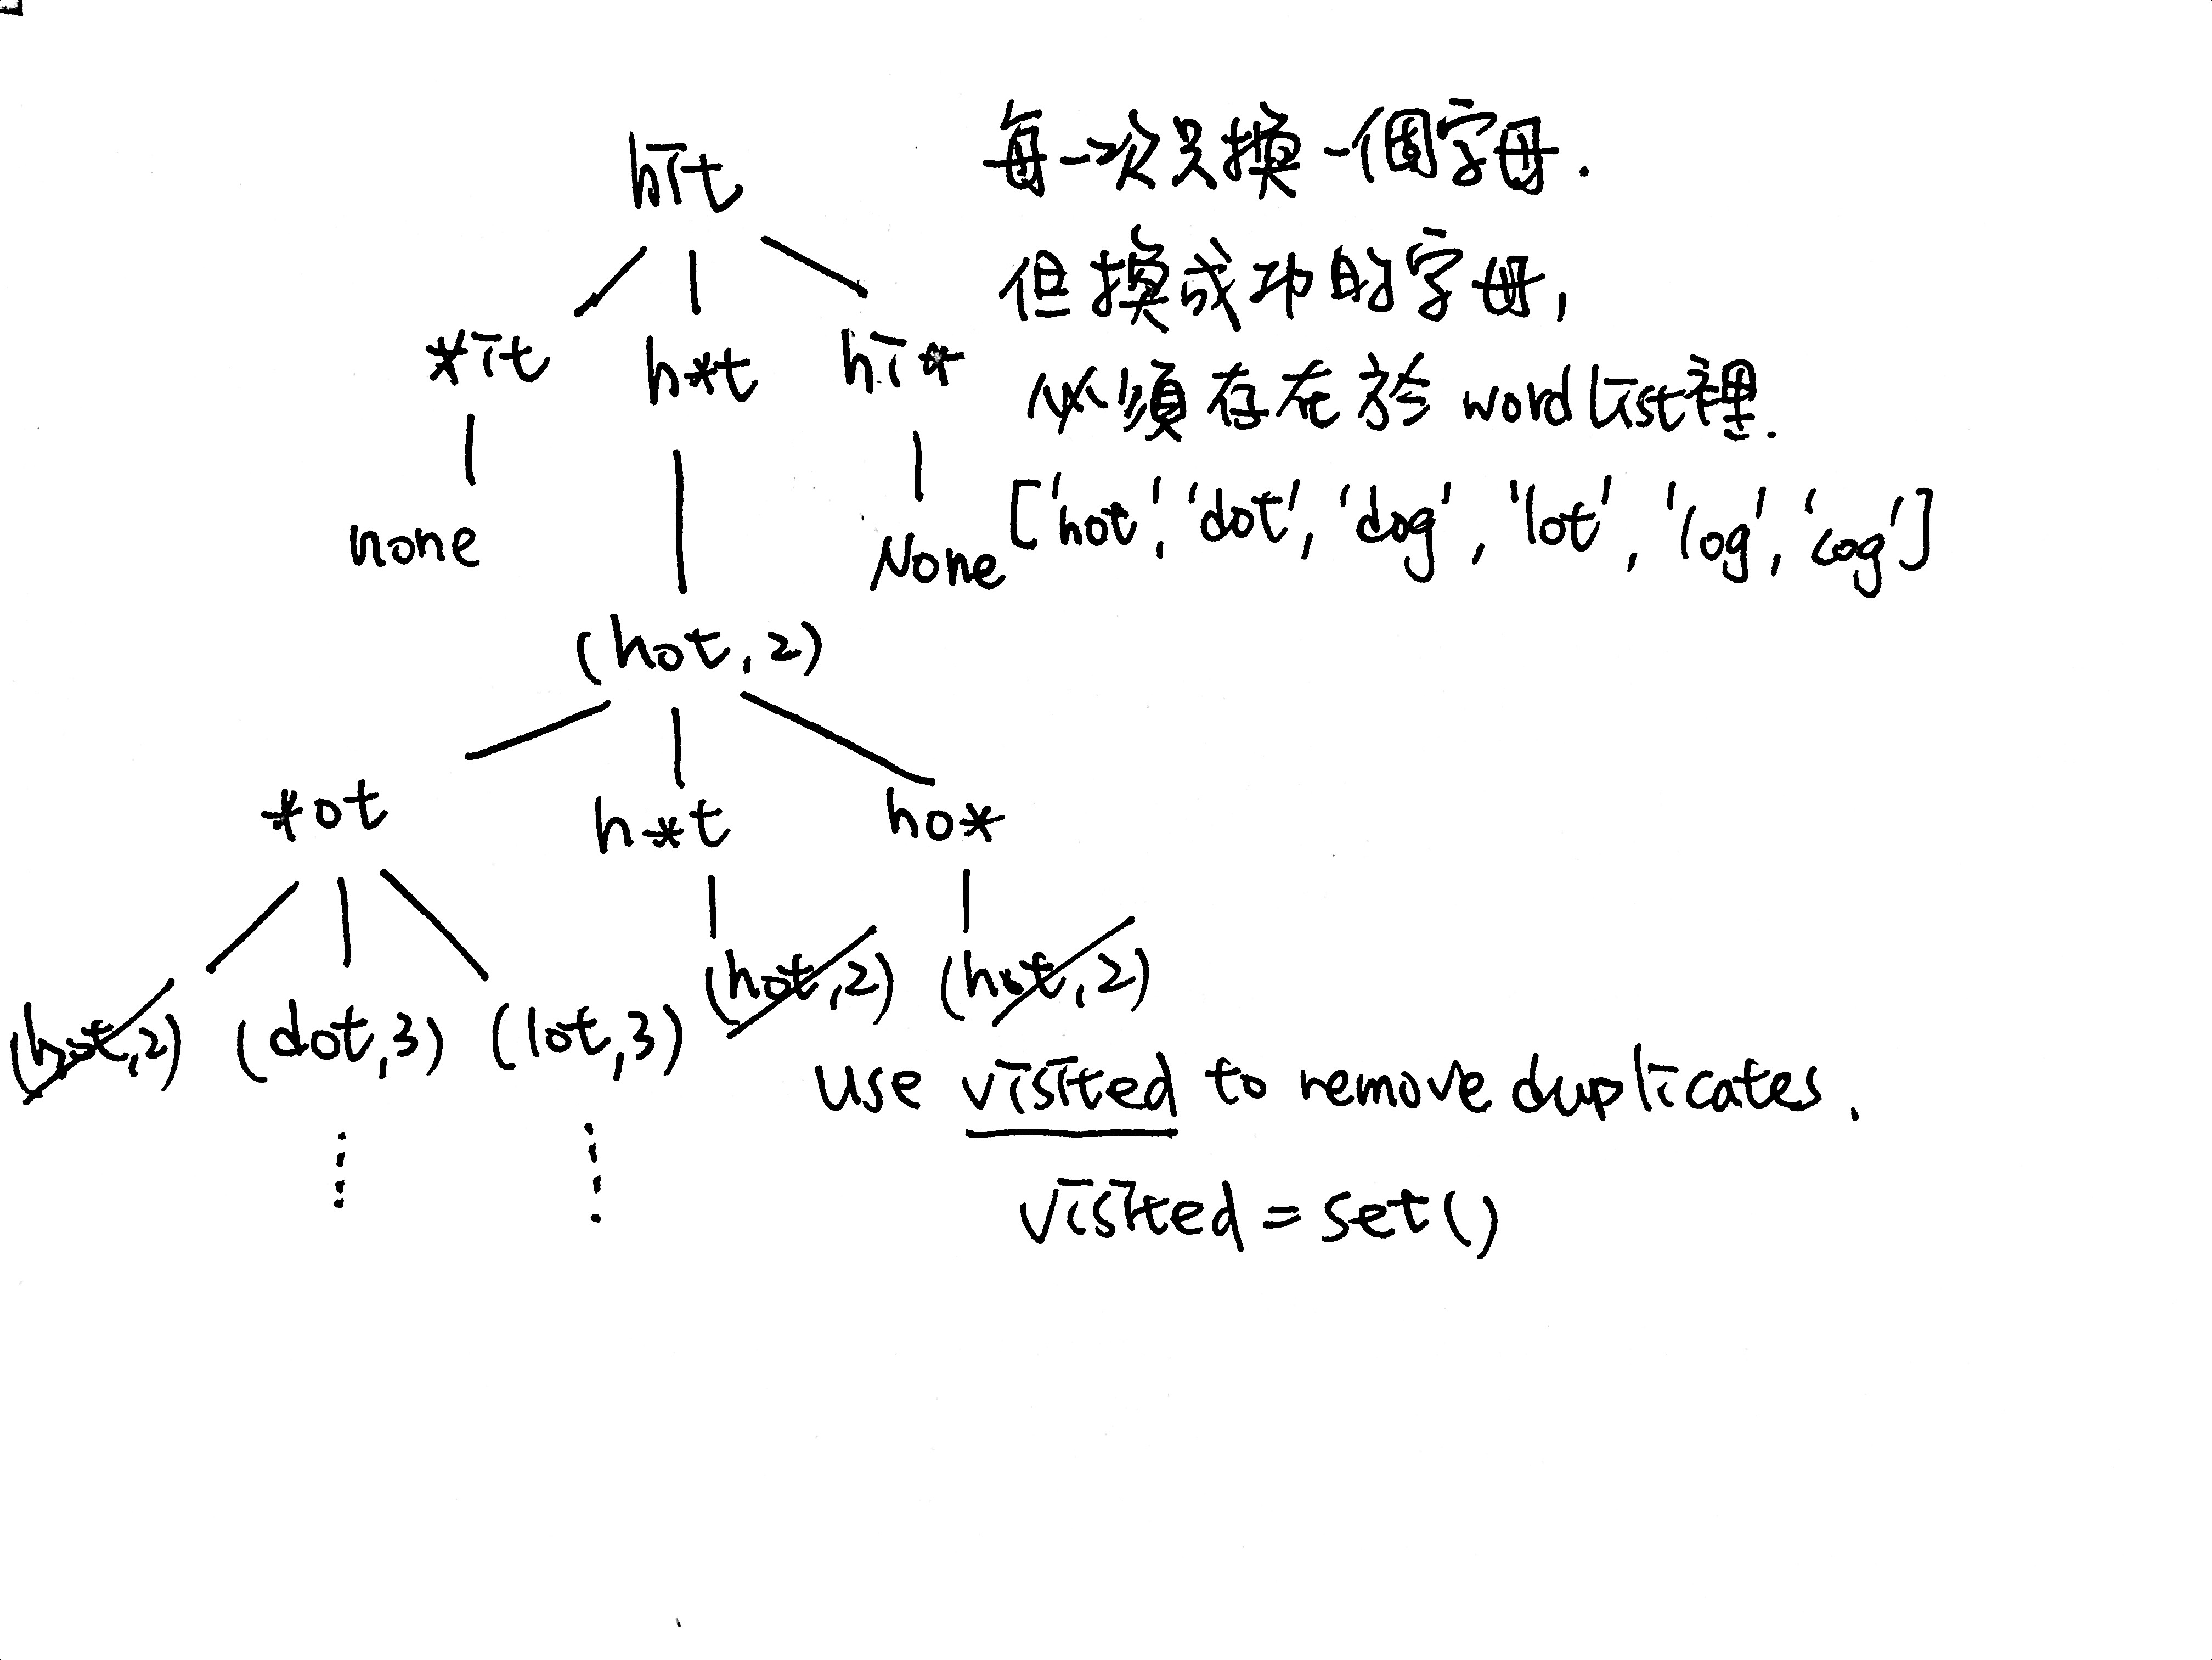 hit
每一次只換一個字母.
但換成功的字母,
必須存在於 wordlist裡.
['hot', 'dot', 'dog', 'lot', 'log', 'cog']
*it h*t hi*
none None
(hot, 2)
*ot h*t ho*
(hot,2) (dot,3) (lot,3) (hot,2) (hot,2)
use visited to remove duplicates.
visited = set()